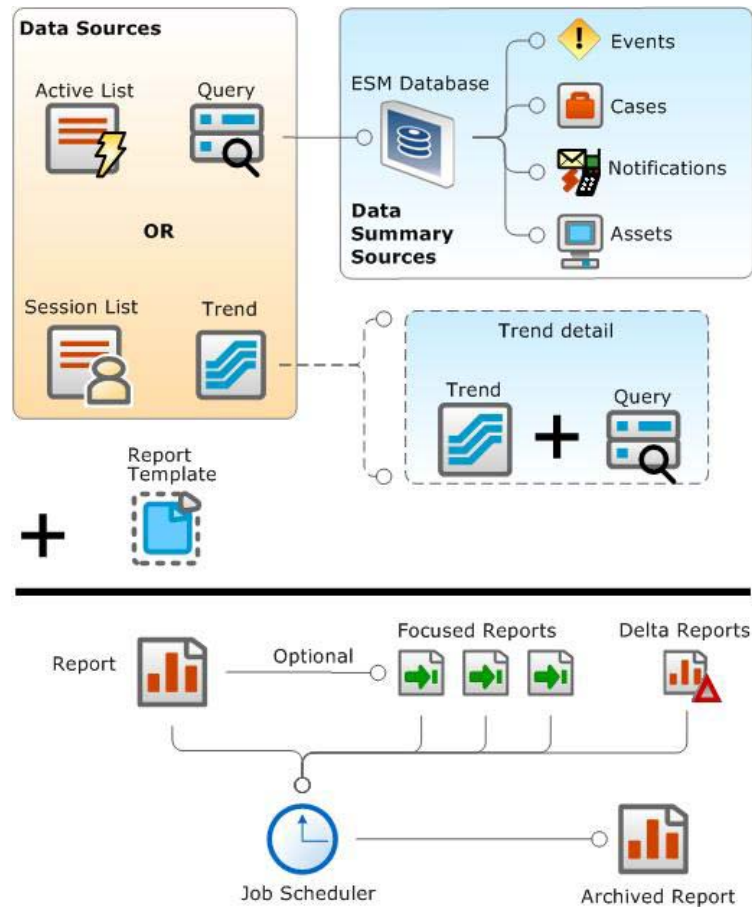 Data Sources
Active List
Query
OR
Session List
Trend
ESM Database
Data
Summary
Sources
Events
Cases
Notifications
Assets
Trend detail
Trend
Query
Report
Template
Report
Optional
Focused Reports
Delta Reports
Job Scheduler
Archived Report